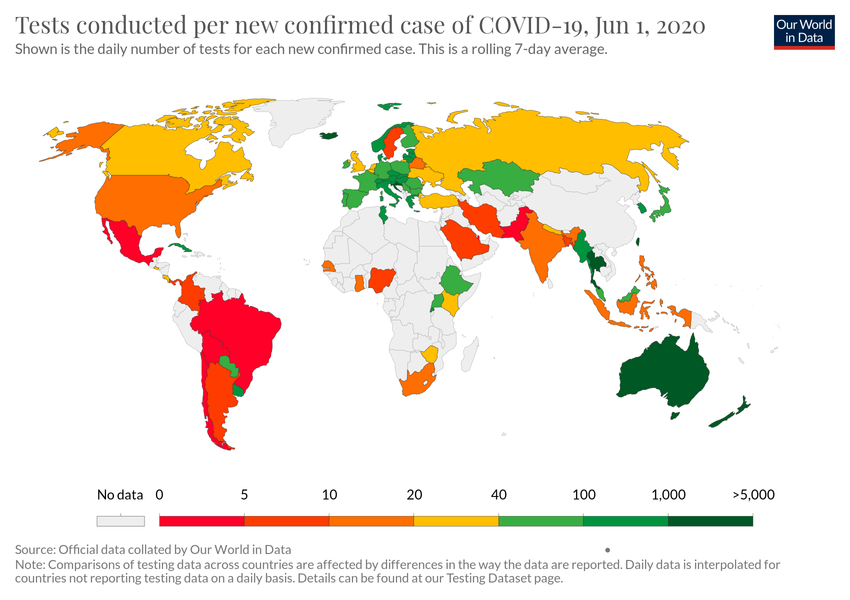 Tests conducted per new confirmed case of COVID-19, Jun 1, 2020
Our World
in Data
Shown is the daily number of tests for each new confirmed case. This is a rolling 7-day average.
No data 0 5 10 20 40 100 1,000 >5,000
Source: Official data collated by Our World in Data
Note: Comparisons of testing data across countries are affected by differences in the way the data are reported. Daily data is interpolated for
countries not reporting testing data on a daily basis. Details can be found at our Testing Dataset page.